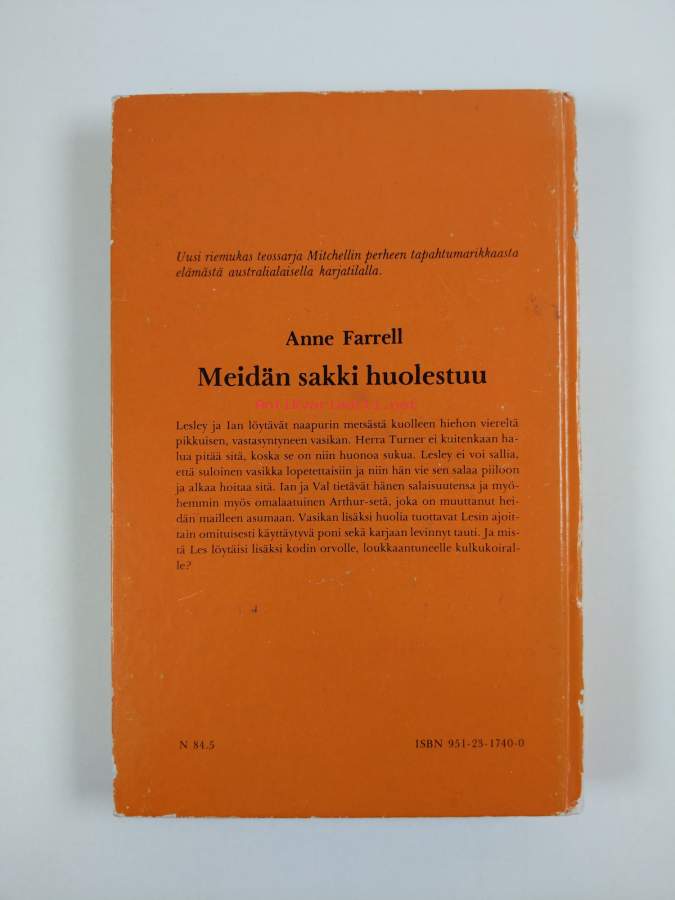 Uusi riemukas teossarja Mitchellin perheen tapahtumarikkaasta
elämästä australialaisella karjatilalla.
Anne Farrell
Meidän sakki huolestuu
Antikvariaatti.net
Lesley ja Ian löytävät naapurin metsästä kuolleen hiehon viereltä
pikkuisen, vastasyntyneen vasikan. Herra Turner ei kuitenkaan ha-
lua pitää sitä, koska se on niin huonoa sukua. Lesley ei voi sallia,
että suloinen vasikka lopetettaisiin ja niin hän vie sen salaa piiloon
ja alkaa hoitaa sitä. Ian ja Val tietävät hänen salaisuutensa ja myö-
hemmin myös omalaatuinen Arthur-setä, joka on muuttanut hei-
dän mailleen asumaan. Vasikan lisäksi huolia tuottavat Lesin ajoit-
tain omituisesti käyttäytyvä poni sekä karjaan levinnyt tauti. Ja mis-
tä Les löytäisi lisäksi kodin orvolle, loukkaantuneelle kulkukoiral-
le?
N 84.5
ISBN 951-23-1740-0